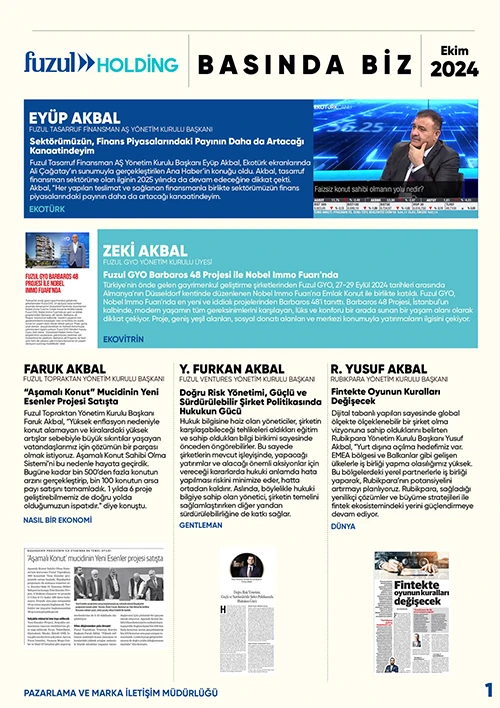 fuzul HOLDING
BASINDA BİZ
Ekim
2024
EYÜP AKBAL
FUZUL TASARRUF FİNANSMAN AŞ YÖNETİM KURULU BAŞKANI
Sektörümüzün, Finans Piyasalarındaki Payının Daha da Artacağı
Kanaatindeyim
Fuzul Tasarruf Finansman AŞ Yönetim Kurulu Başkanı Eyüp Akbal, Ekotürk ekranlarında
Ali Çağatay'ın sunumuyla gerçekleştirilen Ana Haber'in konuğu oldu. Akbal, tasarruf
finansman sektörüne olan ilginin 2025 yılında da devam edeceğine dikkat çekti.
Akbal, "Her yapılan teslimat ve sağlanan finansmanla birlikte sektörümüzün finans
piyasalarındaki payının daha da artacağı kanaatindeyim.
EKOTÜRK
EKOTÜRK
Faizsiz konut sahibi olmanın yolu nedir?
FUZUL GYO BARBAROS 48
PROJESİ İLE NOBEL
IMMO FUAR'INDA
ZEKİ AKBAL
FUZUL GYO YÖNETİM KURULU ÜYESİ
Fuzul GYO Barbaros 48 Projesi ile Nobel Immo Fuarı'nda
Türkiye'nin önde gelen gayrimenkul geliştirme şirketlerinden Fuzul GYO, 27-29 Eylül 2024 tarihleri arasında
Almanya'nın Düsseldorf kentinde düzenlenen Nobel Immo Fuarı'na Emlak Konut ile birlikte katıldı. Fuzul GYO,
Nobel Immo Fuarı'nda en yeni ve iddialı projelerinden Barbaros 48'i tanıttı. Barbaros 48 Projesi, İstanbul'un
kalbinde, modern yaşamın tüm gereksinimlerini karşılayan, lüks ve konforu bir arada sunan bir yaşam alanı olarak
dikkat çekiyor. Proje, geniş yeşil alanları, sosyal donatı alanları ve merkezi konumuyla yatırımcıların ilgisini çekiyor.
EKOVİTRİN
FARUK AKBAL
FUZUL TOPRAKTAN YÖNETİM KURULU BAŞKANI
"Aşamalı Konut" Mucidinin Yeni
Esenler Projesi Satışta
Fuzul Topraktan Yönetim Kurulu Başkanı
Faruk Akbal, "Yüksek enflasyon nedeniyle
konut alamayan ve kiralardaki yüksek
artışlar sebebiyle büyük sıkıntılar yaşayan
vatandaşlarımız için çözümün bir parçası
olmak istiyoruz. Aşamalı Konut Sahibi Olma
Sistemi'ni bu nedenle hayata geçirdik.
Bugüne kadar bin 500'den fazla konutun
arzını gerçekleştirip, bin 100 konutun arsa
payı satışını tamamladık. 1 yılda 6 proje
geliştirebilmemiz de doğru yolda
olduğumuzun ispatıdır." diye konuştu.
NASIL BİR EKONOMİ
Y. FURKAN AKBAL
FUZUL VENTURES YÖNETİM KURULU BAŞKANI
Doğru Risk Yönetimi, Güçlü ve
Sürdürülebilir Şirket Politikasında
Hukukun Gücü
Hukuk bilgisine haiz olan yöneticiler, şirketin
karşılaşabileceği tehlikeleri aldıkları eğitim
ve sahip oldukları bilgi birikimi sayesinde
önceden öngörebilirler. Bu sayede
şirketlerin mevcut işleyişinde, yapacağı
yatırımlar ve alacağı önemli aksiyonlar için
vereceği kararlarda hukuki anlamda hata
yapılması riskini minimize eder, hatta
ortadan kaldırır. Aslında, böylelikle hukuki
bilgiye sahip olan yönetici, şirketin temelini
sağlamlaştırırken diğer yandan
sürdürülebilirliğine de katkı sağlar.
GENTLEMAN
R. YUSUF AKBAL
RUBIKPARA YÖNETİM KURULU BAŞKANI
Fintekte Oyunun Kuralları
Değişecek
Dijital tabanlı yapıları sayesinde global
ölçekte ölçeklenebilir bir şirket olma
vizyonuna sahip olduklarını belirten
Rubikpara Yönetim Kurulu Başkanı Yusuf
Akbal, "Yurt dışına açılma hedefimiz var.
EMEA bölgesi ve Balkanlar gibi gelişen
ülkelerle iş birliği yapma olasılığımız yüksek.
Bu bölgelerdeki yerel partnerlerle iş birliği
yaparak, Rubikpara'nın potansiyelini
artırmayı planlıyoruz. Rubikpara, sağladığı
yenilikçi çözümler ve büyüme stratejileri ile
fintek ekosistemindeki yerini güçlendirmeye
devam ediyor.
DÜNYA
'Aşamalı Konut' mucidinin Yeni Esenler projesi satışta
Doğru Risk Yönetimi,
Güçlü ve Sürdürülebilir Şirket Politikasında
Hukukun Gücü
Fintekte
oyunun kuralları
değişecek
PAZARLAMA VE MARKA İLETİŞİM MÜDÜRLÜĞÜ
1